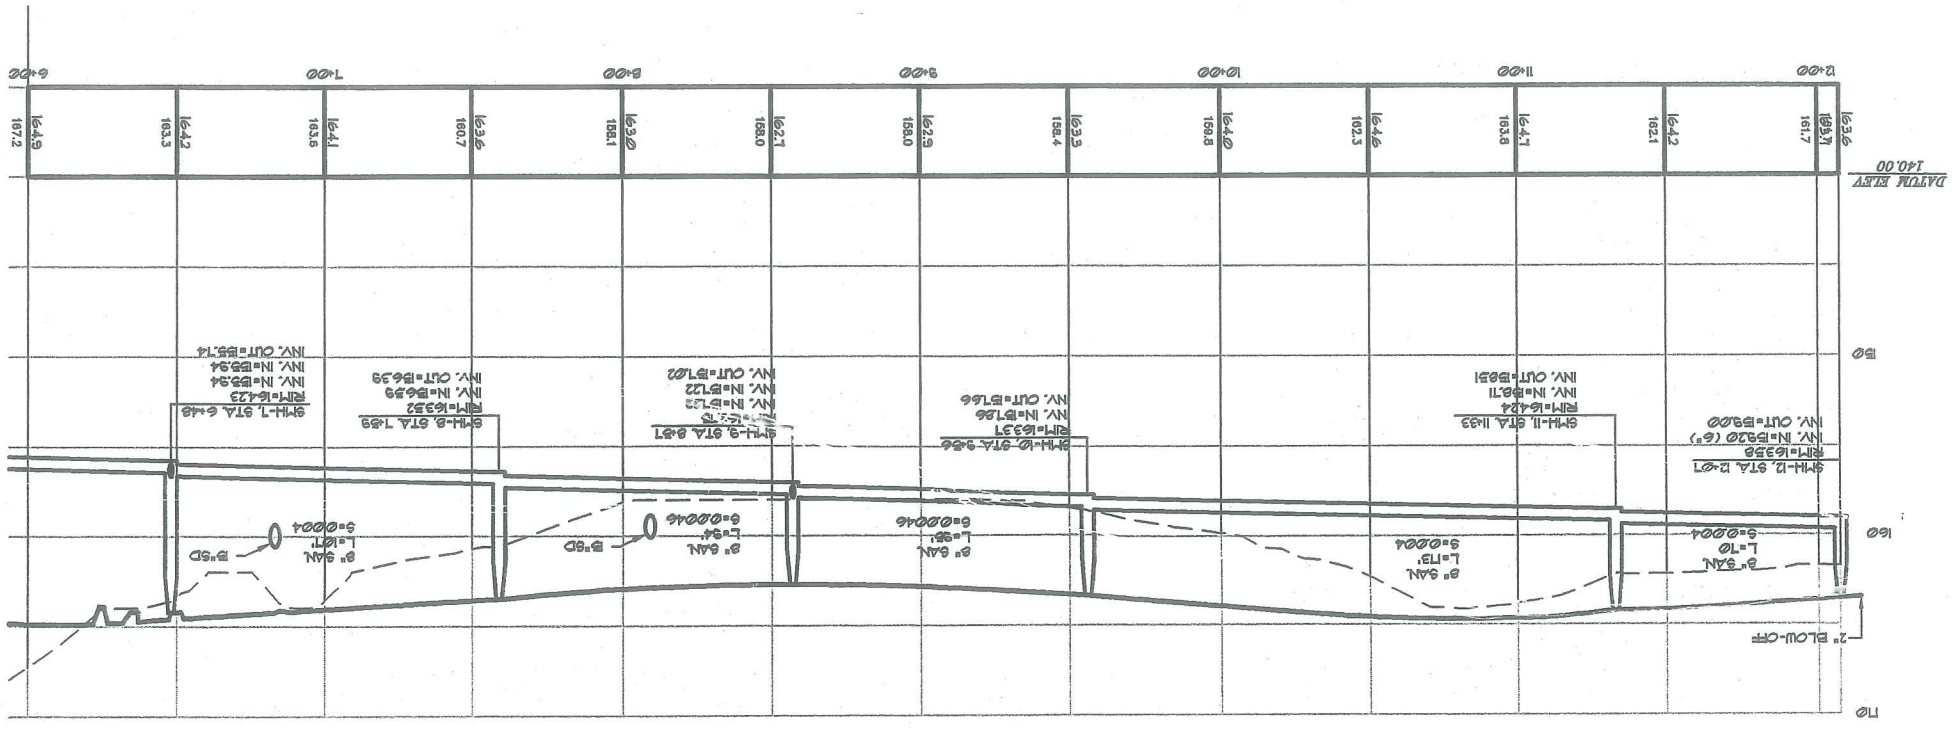 170
2" BLOW-OFF
8" SAN.
L=70'
S=0.004
8" SAN.
L=173'
S=0.004
8" SAN.
L=95'
S=0.0046
8" SAN.
L=94'
S=0.0046
15"SD
8" SAN.
L=107'
S=0.004
15"SD
160
SMH-12, STA. 12+07
RIM=163.58
INV. IN=159.20 (6")
INV. OUT=159.00
SMH-11, STA. 11+33
RIM=164.24
INV. IN=158.71
INV. OUT=158.51
SMH-10, STA. 9+56
RIM=163.37
INV. IN=157.86
INV. OUT=157.66
SMH-9, STA. 8+57
INV. IN=157.22
INV. IN=157.22
INV. OUT=157.02
SMH-8, STA. 7+59
RIM=163.52
INV. IN=156.59
INV. OUT=156.39
SMH-7, STA. 6+48
RIM=164.23
INV. IN=155.94
INV. IN=155.94
INV. OUT=155.74
150
DATUM ELEV
140.00
163.6
161.7
164.2
162.1
164.7
163.8
164.6
162.3
164.0
159.8
163.3
158.4
162.9
158.0
162.7
158.0
163.0
158.1
163.6
160.7
164.1
163.6
164.2
163.3
164.9
167.2
12+00
11+00
10+00
9+00
8+00
7+00
6+00